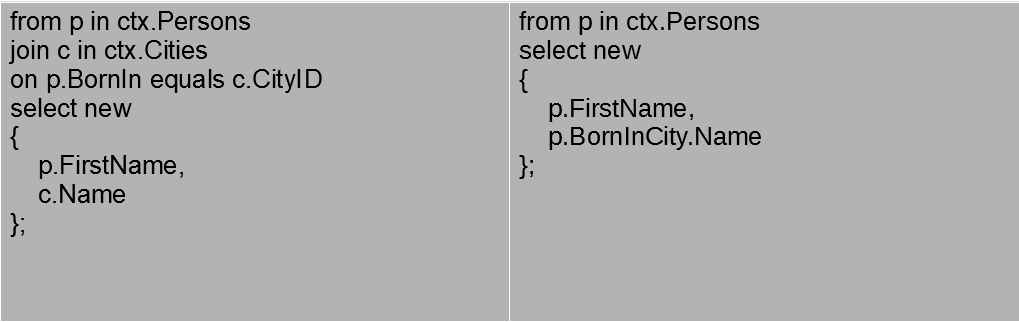 from p in ctx.Persons
join c in ctx.Cities
on p.BornIn equals c.CityID
select new
{
p.FirstName,
c.Name
};
from p in ctx.Persons
select new
{
p.FirstName,
p.BornInCity.Name
};